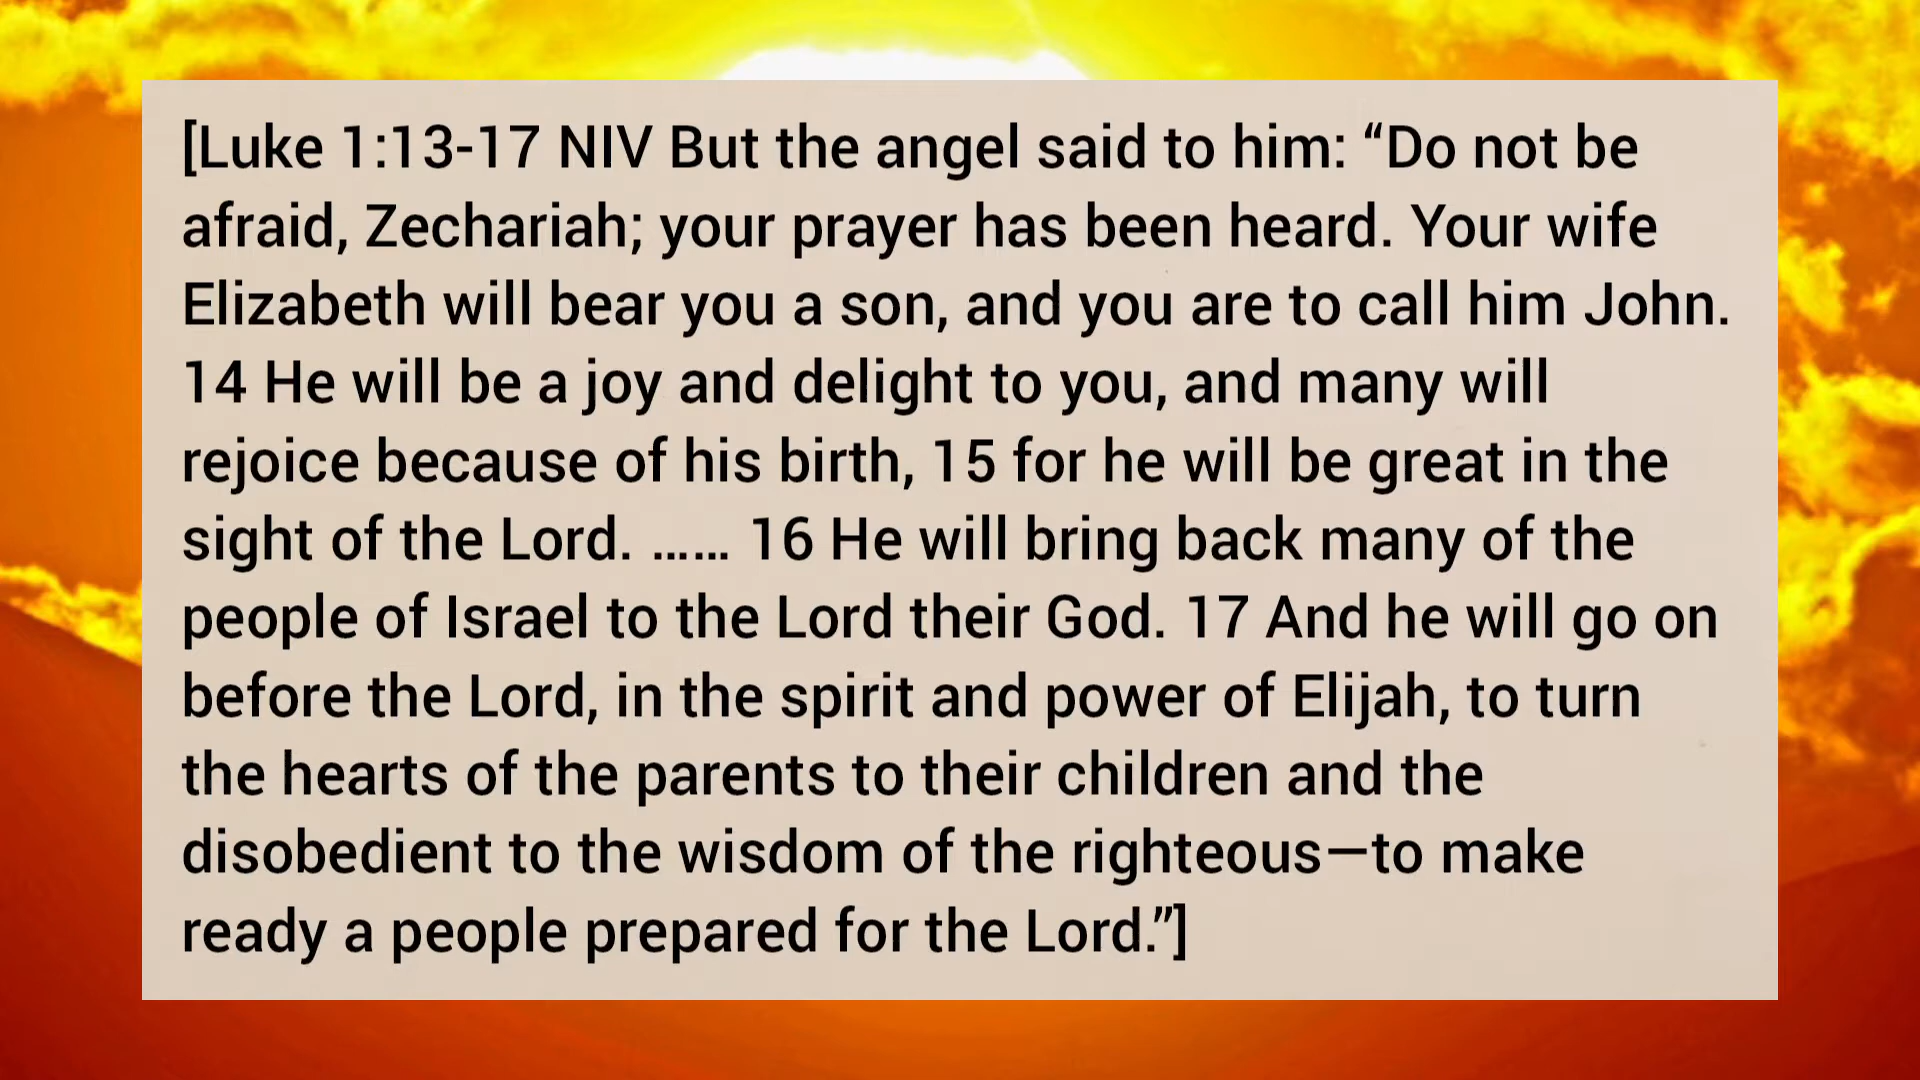 [Luke 1:13-17 NIV But the angel said to him: “Do not be
afraid, Zechariah; your prayer has been heard. Your wife
Elizabeth will bear you a son, and you are to call him John.
14 He will be a joy and delight to you, and many will
rejoice because of his birth, 15 for he will be great in the
sight of the Lord. …… 16 He will bring back many of the
people of Israel to the Lord their God. 17 And he will go on
before the Lord, in the spirit and power of Elijah, to turn
the hearts of the parents to their children and the
disobedient to the wisdom of the righteous—to make
ready a people prepared for the Lord.”]